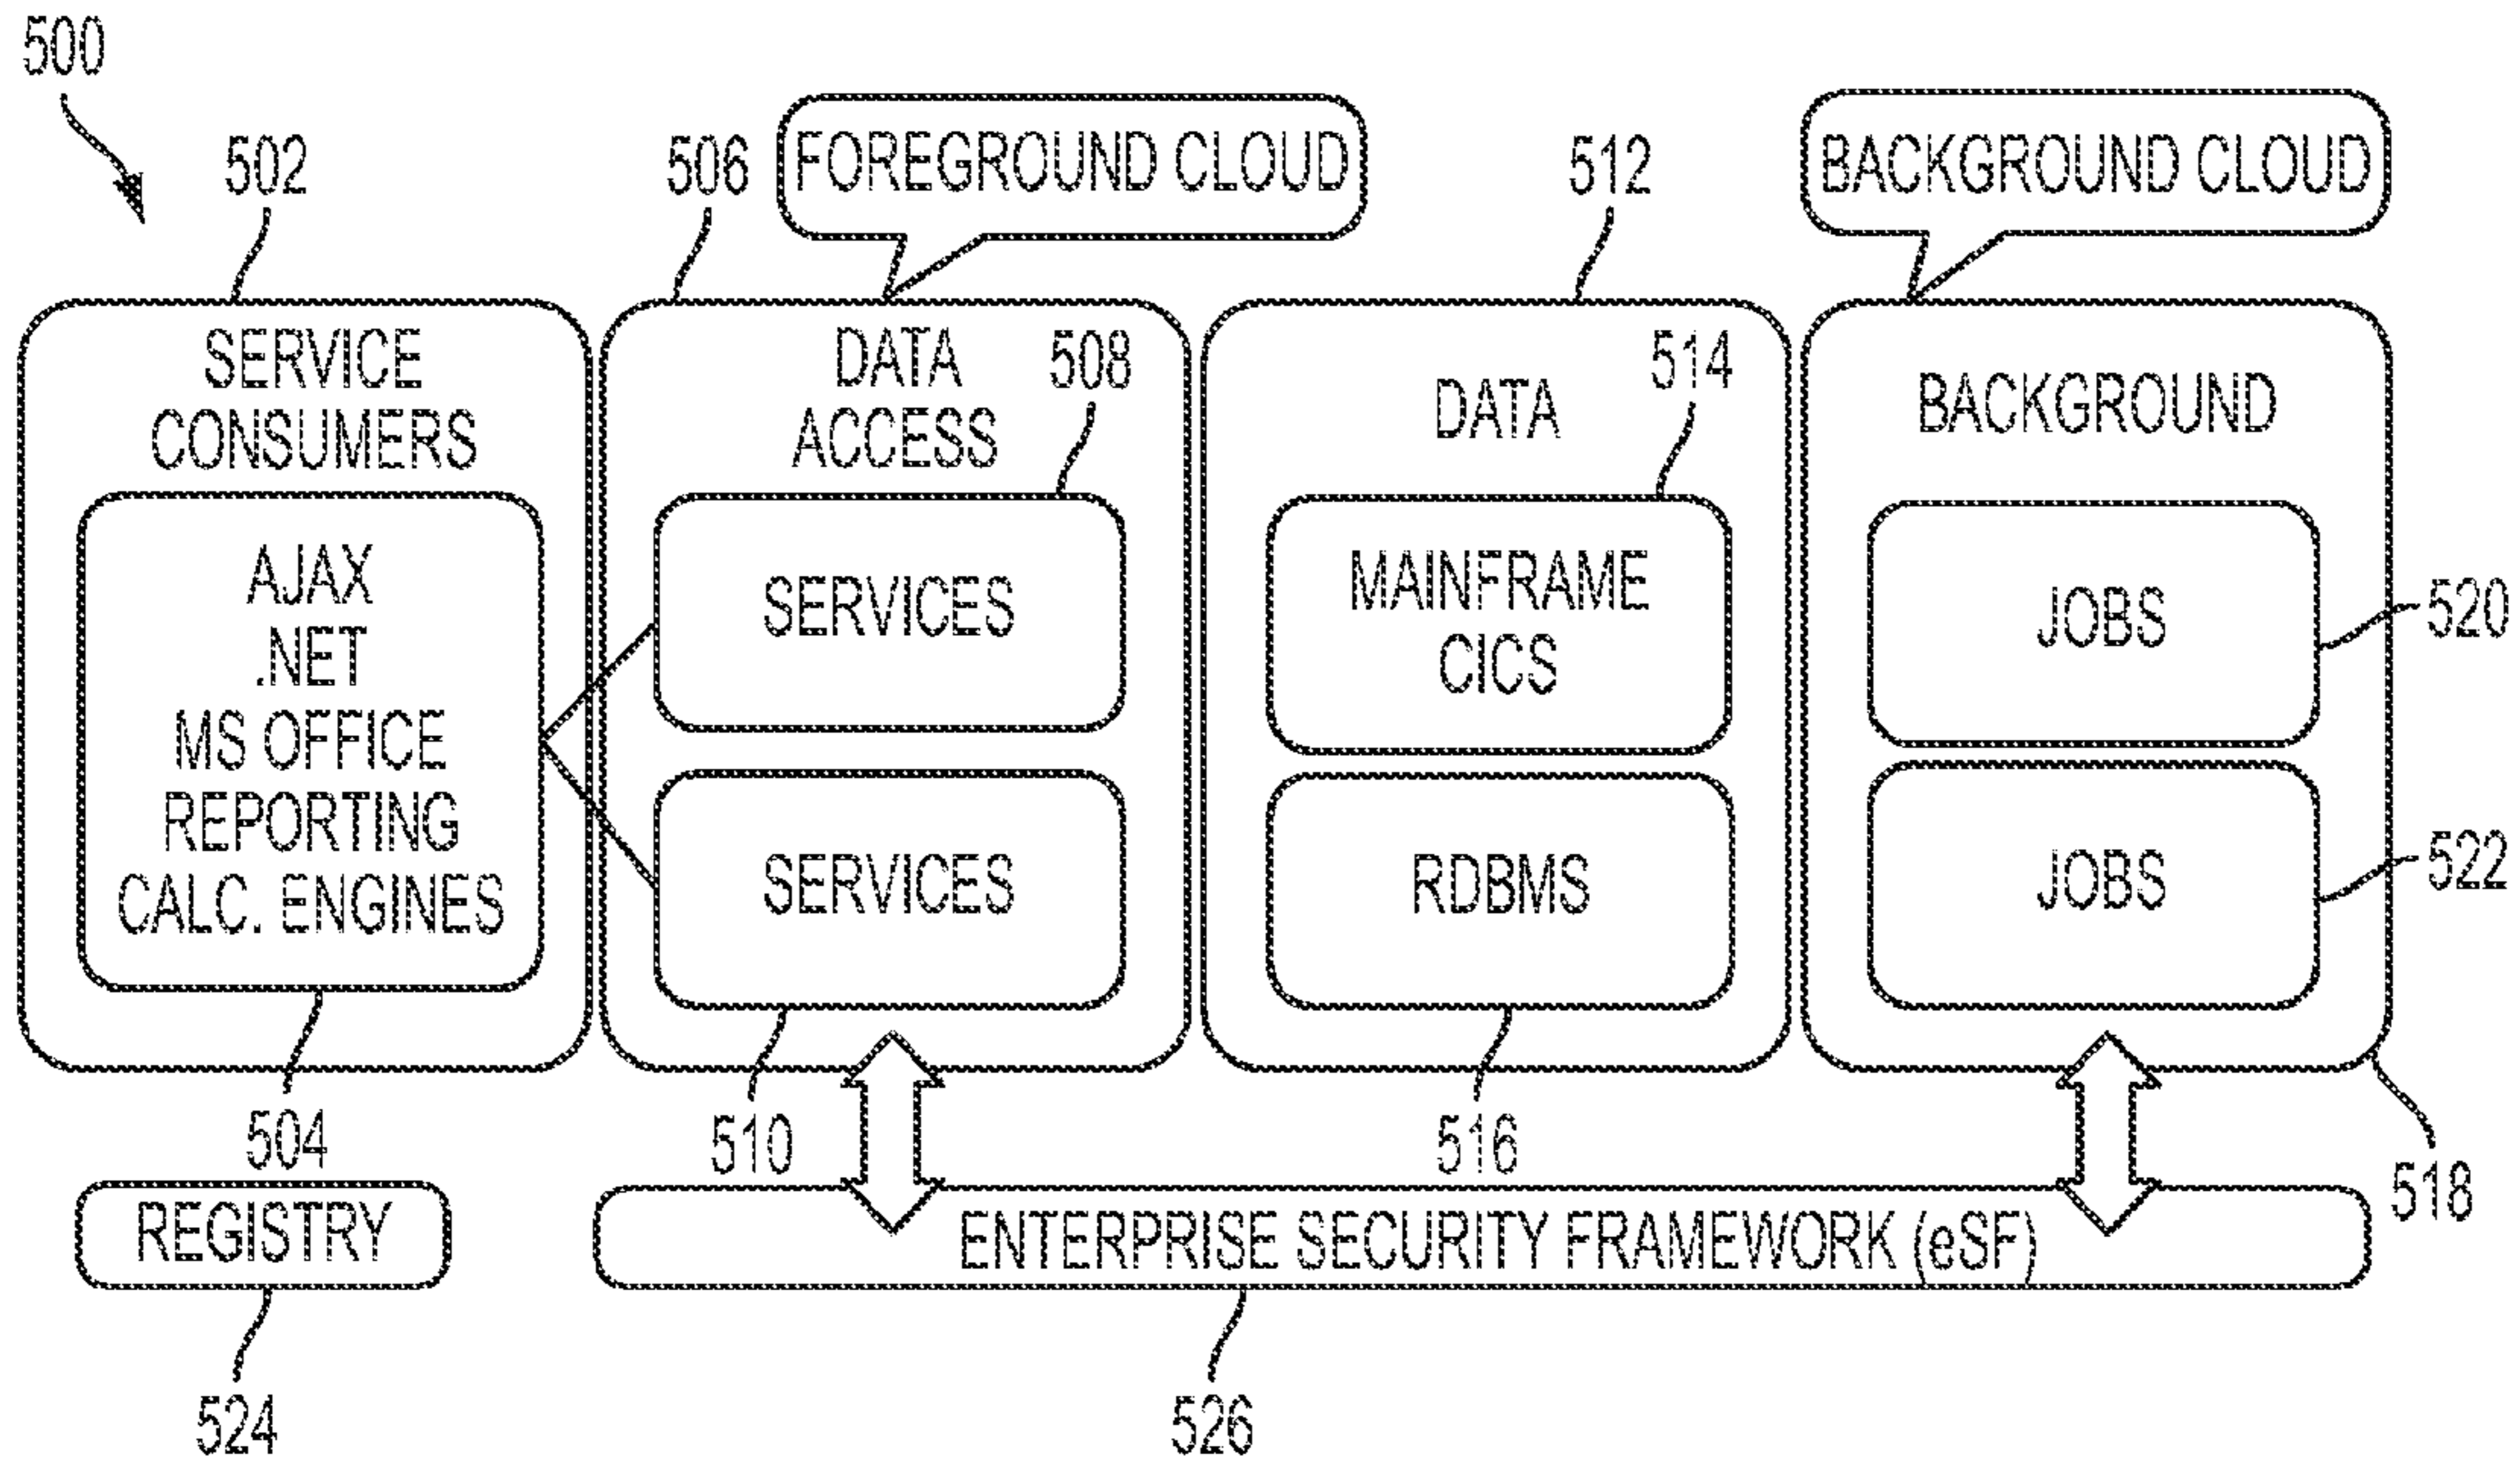 500
502
506
FOREGROUND CLOUD
512
BACKGROUND CLOUD
SERVICE
CONSUMERS
AJAX
.NET
MS OFFICE
REPORTING
CALC. ENGINES
504
DATA
ACCESS
508
SERVICES
SERVICES
510
DATA
514
MAINFRAME
CICS
RDBMS
516
BACKGROUND
JOBS
520
JOBS
522
518
REGISTRY
524
ENTERPRISE SECURITY FRAMEWORK (eSF)
526